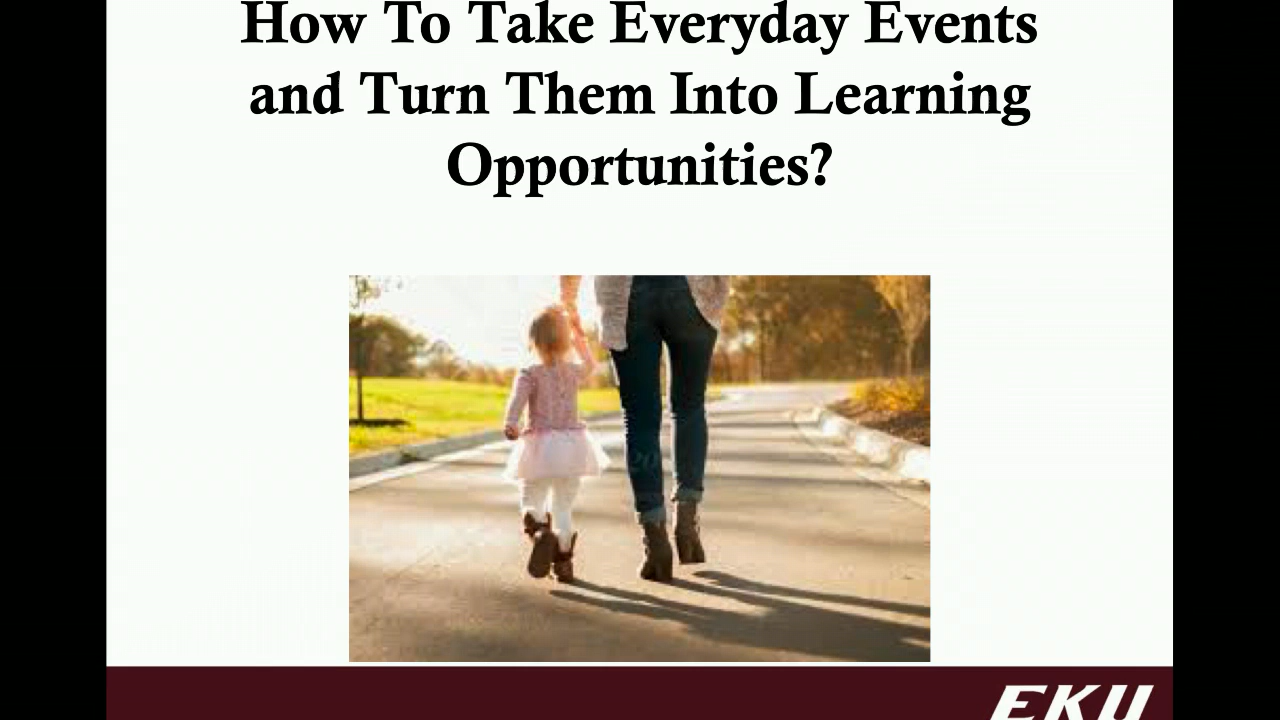 How To Take Everyday Events
and Turn Them Into Learning
Opportunities?
EKU